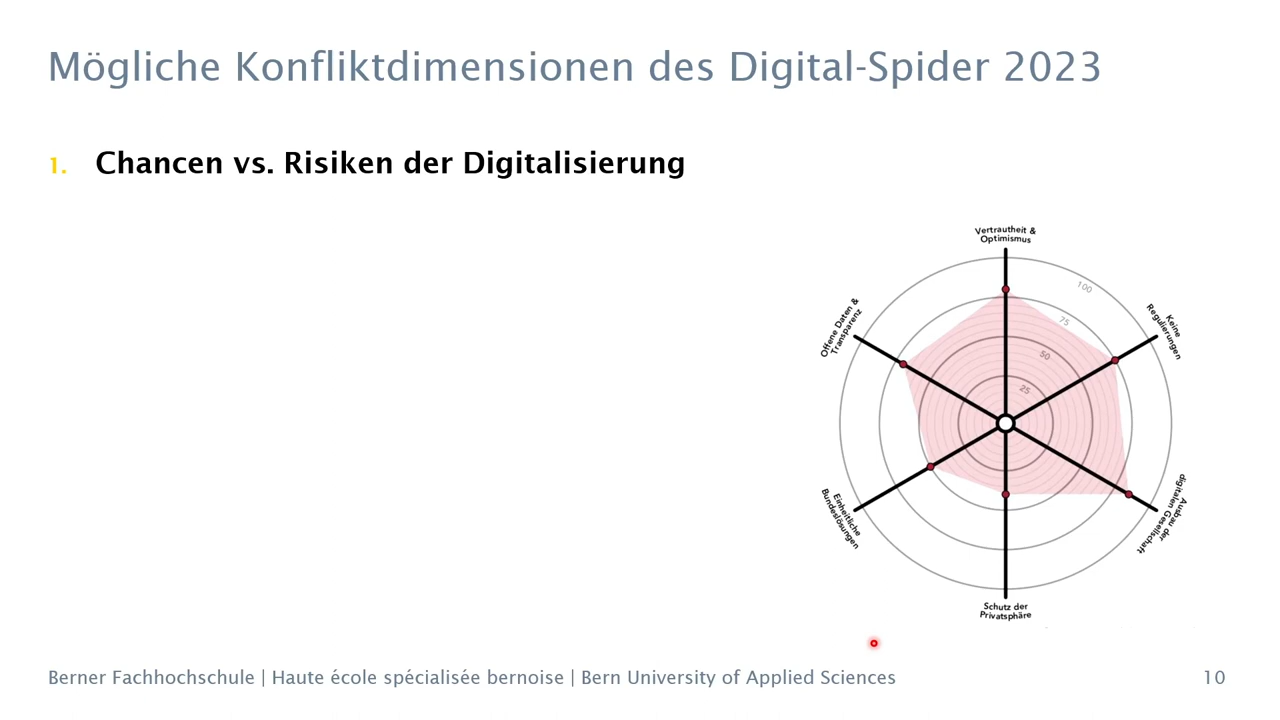 Mögliche Konfliktdimensionen des Digital-Spider 2023
1. Chancen vs. Risiken der Digitalisierung
Vertrautheit &
Optimismus
100
75
50
25
Keine
Regulierungen
Ausbau der
digitalen Gesellschaft
Schutz der
Privatsphäre
Einheitliche
Bundeslösungen
Offene Daten &
Transparenz
Berner Fachhochschule | Haute école spécialisée bernoise | Bern University of Applied Sciences
10